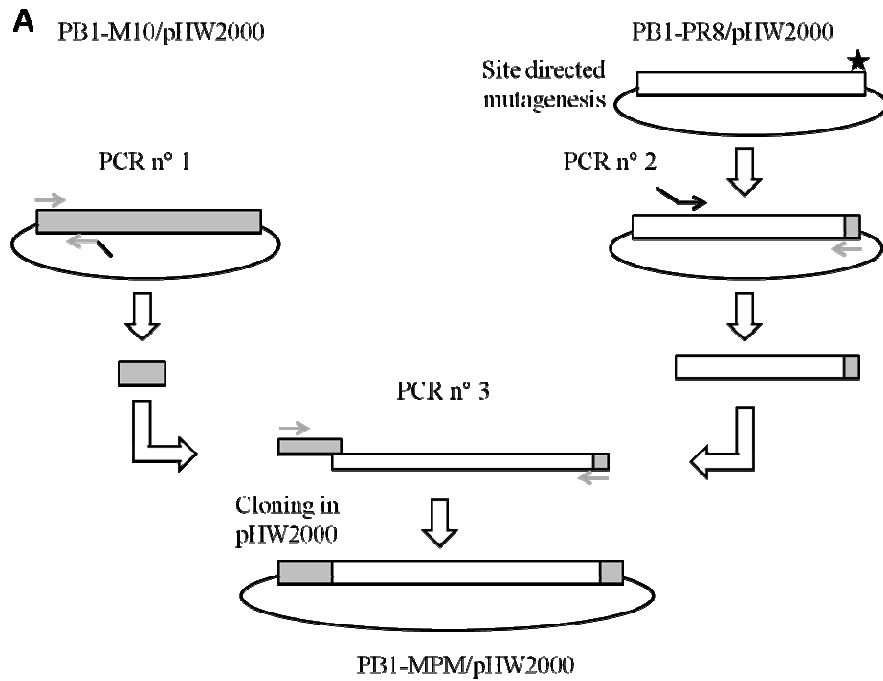 A
PB1-M10/pHW2000
PB1-PR8/pHW2000
Site directed
mutagenesis
PCR n° 1
PCR n° 2
PCR n° 3
Cloning in
pHW2000
PB1-MPM/pHW2000